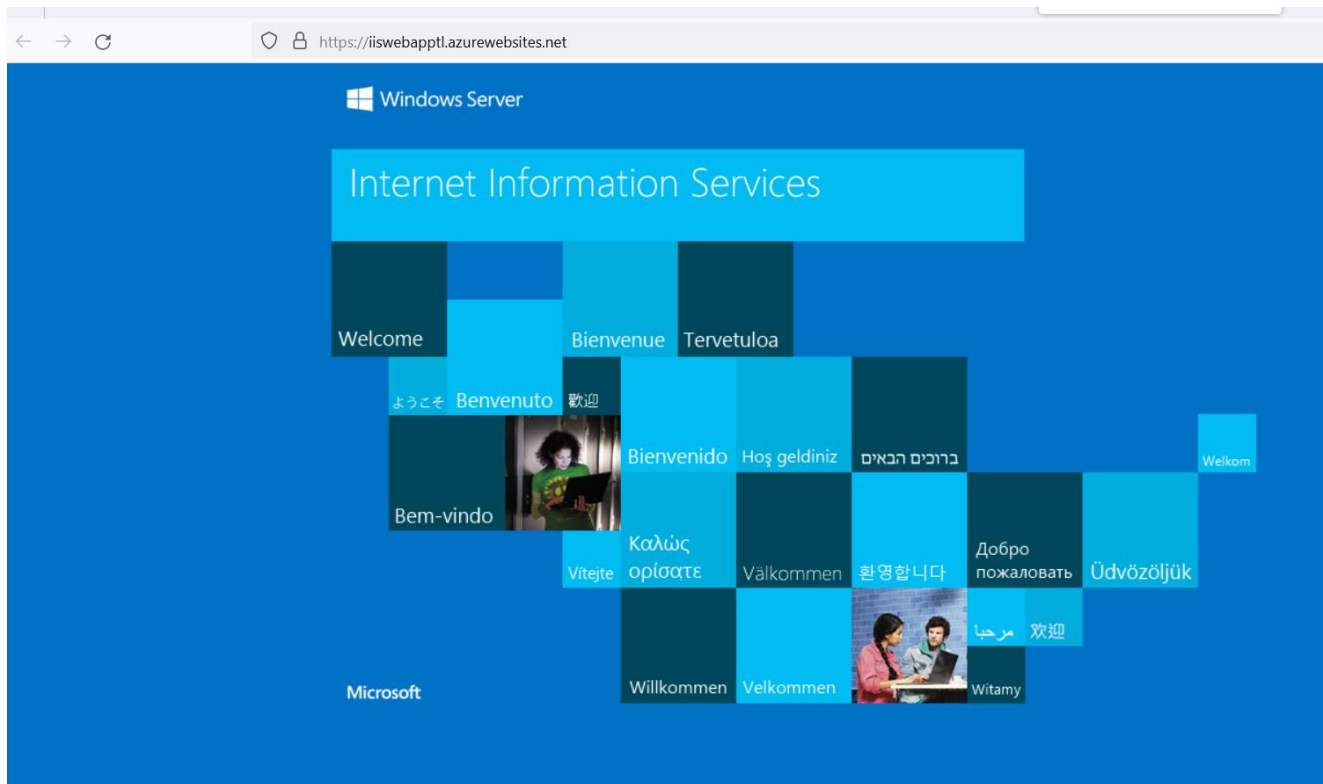 https://iiswebapptl.azurewebsites.net
Windows Server
Internet Information Services
Welcome
Bienvenue
Tervetuloa
ようこそ
Benvenuto
歡迎
Bienvenido
Hoş geldiniz
ברוכים הבאים
Welkom
Bem-vindo
Vítejte
Καλώς
ορίσατε
Välkommen
환영합니다
Добро
пожаловать
Üdvözöljük
مرحبا
欢迎
Microsoft
Willkommen
Velkommen
Witamy